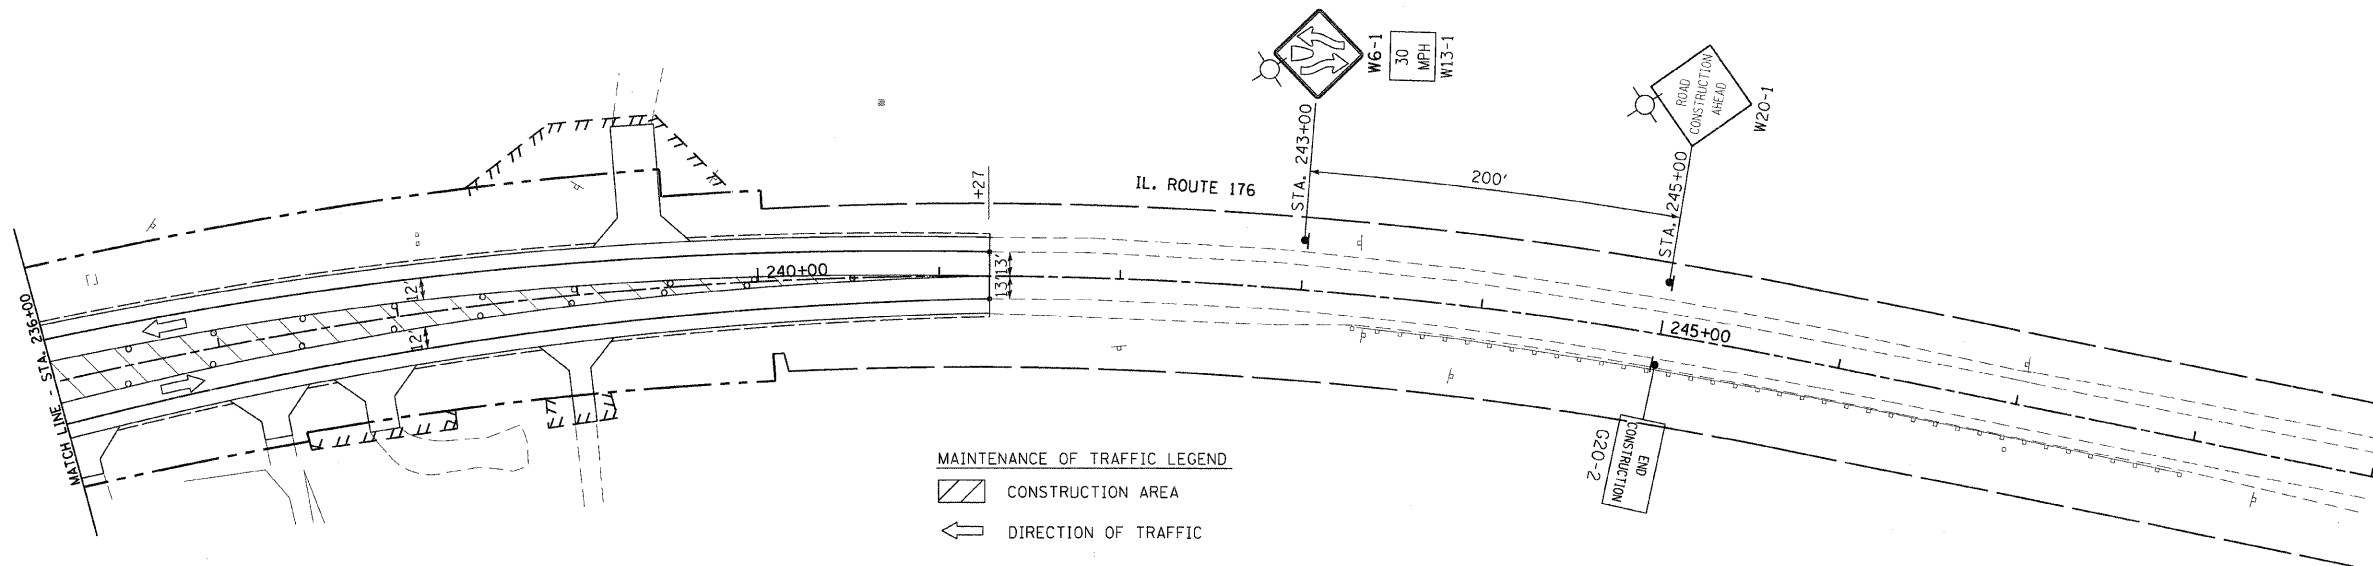 W6-1
30
MPH
W13-1
ROAD
CONSTRUCTION
AHEAD
W20-1
STA. 243+00
200'
STA. 245+00
+27
IL. ROUTE 176
13'
13'
240+00
12'
12'
245+00
MATCH LINE - STA. 236+00
END
CONSTRUCTION
G20-2
MAINTENANCE OF TRAFFIC LEGEND
CONSTRUCTION AREA
DIRECTION OF TRAFFIC